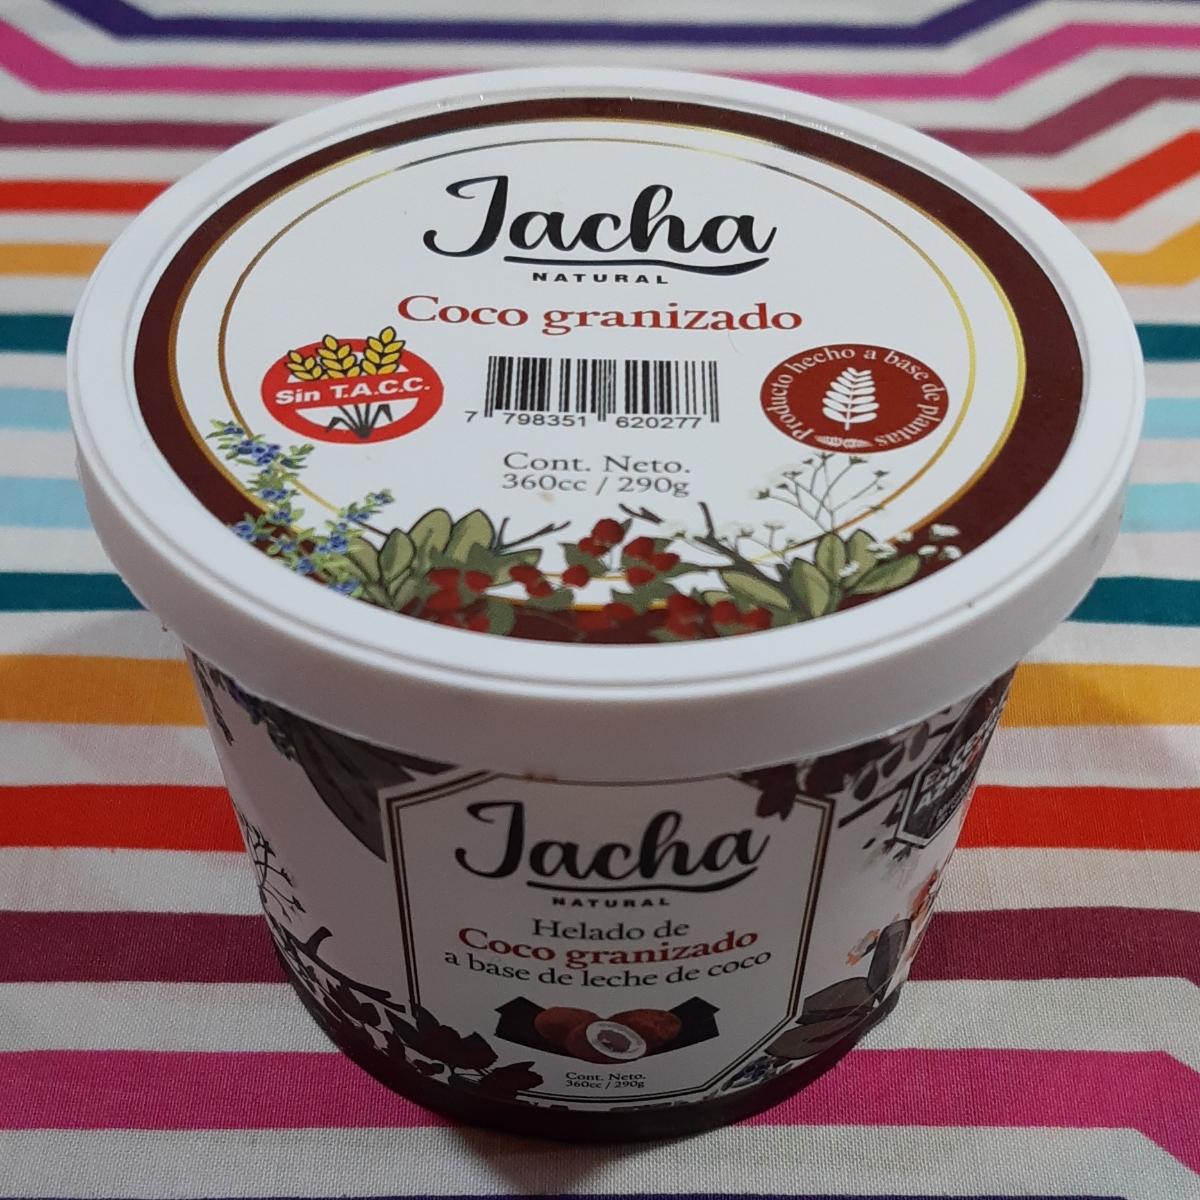 Jacha
NATURAL
Coco granizado
Sin T.A.C.C.
7 798351 620277
Producto hecho a base de plantas
Cont. Neto.
360cc / 290g
Jacha
NATURAL
Helado de
Coco granizado
a base de leche de coco
Cont. Neto.
360cc / 290g